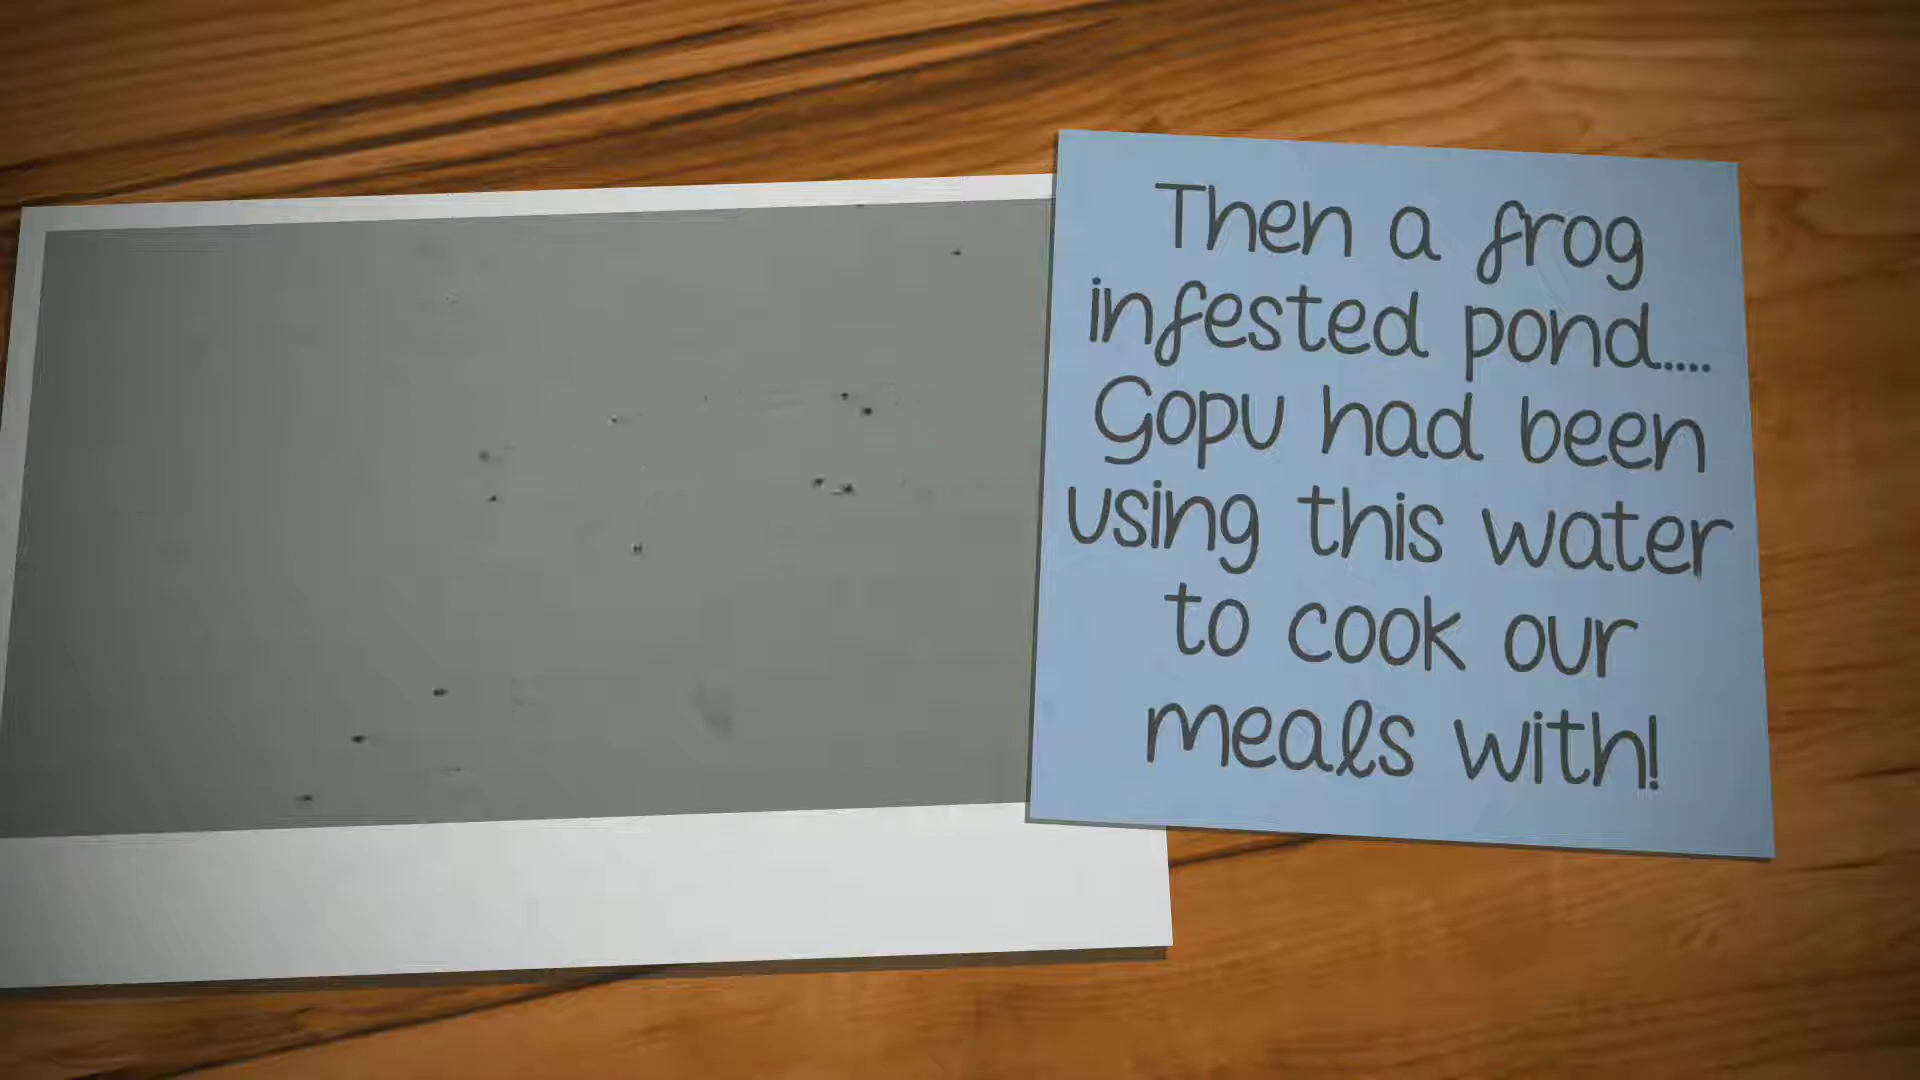 Then a frog
infested pond....
Gopu had been
using this water
to cook our
meals with!